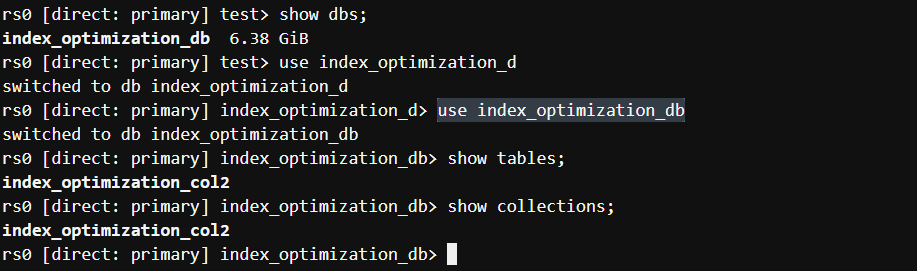 rs0 [direct: primary] test> show dbs;
index_optimization_db  6.38 GiB
rs0 [direct: primary] test> use index_optimization_d
switched to db index_optimization_d
rs0 [direct: primary] index_optimization_d> use index_optimization_db
switched to db index_optimization_db
rs0 [direct: primary] index_optimization_db> show tables;
index_optimization_col2
rs0 [direct: primary] index_optimization_db> show collections;
index_optimization_col2
rs0 [direct: primary] index_optimization_db>